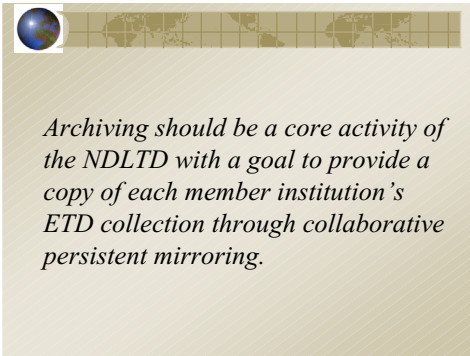 Archiving should be a core activity of
the NDLTD with a goal to provide a
copy of each member institution’s
ETD collection through collaborative
persistent mirroring.